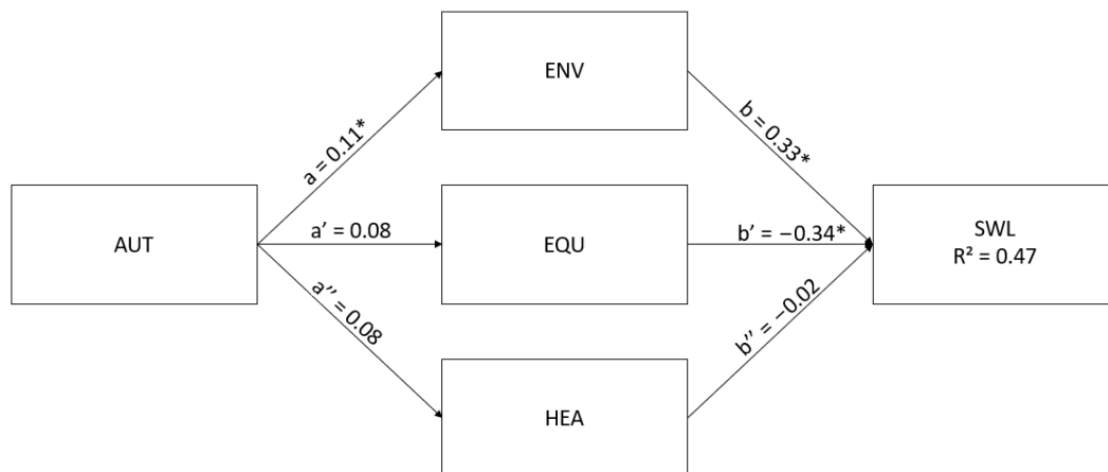 ENV
a = 0.11*
b = 0.33*
AUT
a’ = 0.08
EQU
b’ = −0.34*
SWL
R² = 0.47
a’’ = 0.08
b’’ = −0.02
HEA